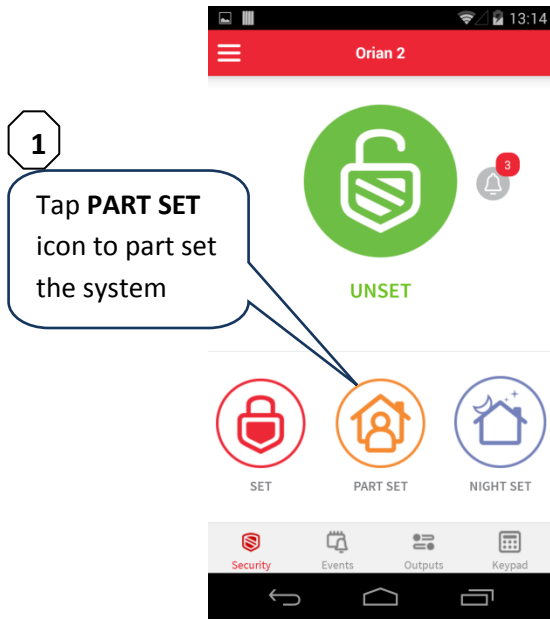 13:14
Orian 2
3
1
Tap PART SET
icon to part set
the system
UNSET
SET PART SET NIGHT SET
Security Events Outputs Keypad